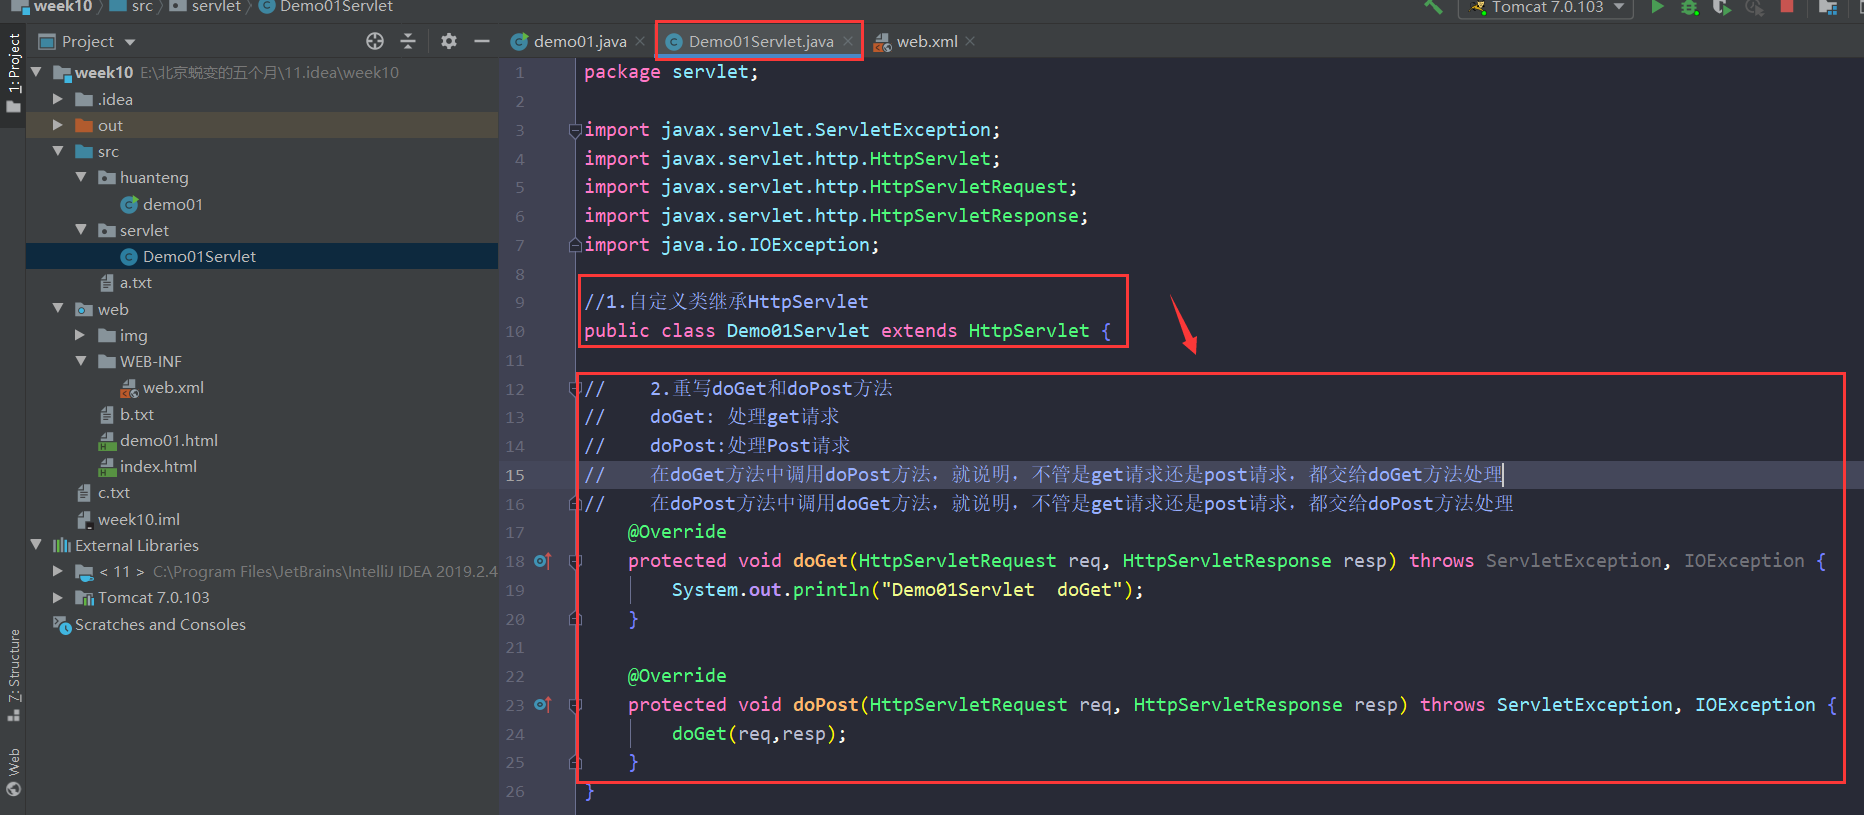 week10 src servlet Demo01Servlet
Tomcat 7.0.103
Project
demo01.java Demo01Servlet.java web.xml
1: Project
Z: Structure
Web
week10 E:\北京蜕变的五个月\11.idea\week10
.idea
out
src
huanteng
demo01
servlet
Demo01Servlet
a.txt
web
img
WEB-INF
web.xml
b.txt
demo01.html
index.html
c.txt
week10.iml
External Libraries
< 11 > C:\Program Files\JetBrains\IntelliJ IDEA 2019.2.4
Tomcat 7.0.103
Scratches and Consoles
1 package servlet;
2
3 import javax.servlet.ServletException;
4 import javax.servlet.http.HttpServlet;
5 import javax.servlet.http.HttpServletRequest;
6 import javax.servlet.http.HttpServletResponse;
7 import java.io.IOException;
8
9 //1.自定义类继承HttpServlet
10 public class Demo01Servlet extends HttpServlet {
11
12 // 2.重写doGet和doPost方法
13 // doGet: 处理get请求
14 // doPost:处理Post请求
15 // 在doGet方法中调用doPost方法，就说明，不管是get请求还是post请求，都交给doGet方法处理
16 // 在doPost方法中调用doGet方法，就说明，不管是get请求还是post请求，都交给doPost方法处理
17 @Override
18 protected void doGet(HttpServletRequest req, HttpServletResponse resp) throws ServletException, IOException {
19 System.out.println("Demo01Servlet  doGet");
20 }
21
22 @Override
23 protected void doPost(HttpServletRequest req, HttpServletResponse resp) throws ServletException, IOException {
24 doGet(req,resp);
25 }
26 }